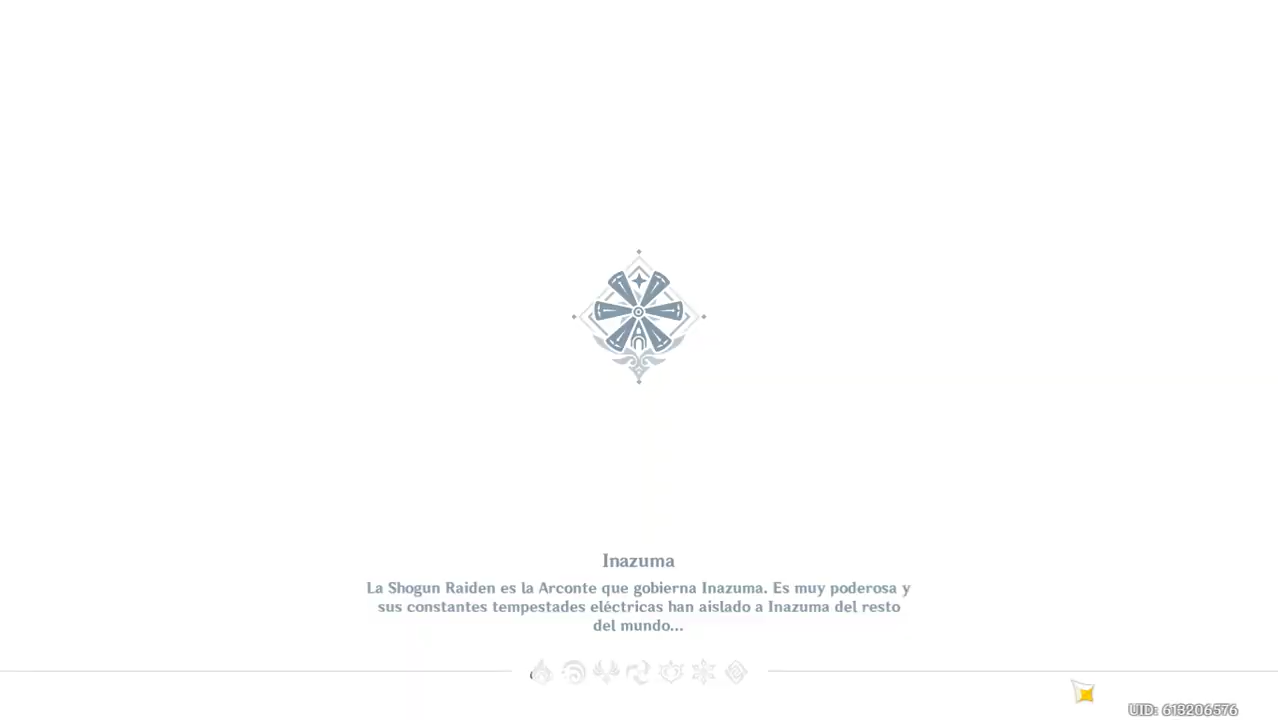 Inazuma
La Shogun Raiden es la Arconte que gobierna Inazuma. Es muy poderosa y
sus constantes tempestades eléctricas han aislado a Inazuma del resto
del mundo...
UID: 613206576